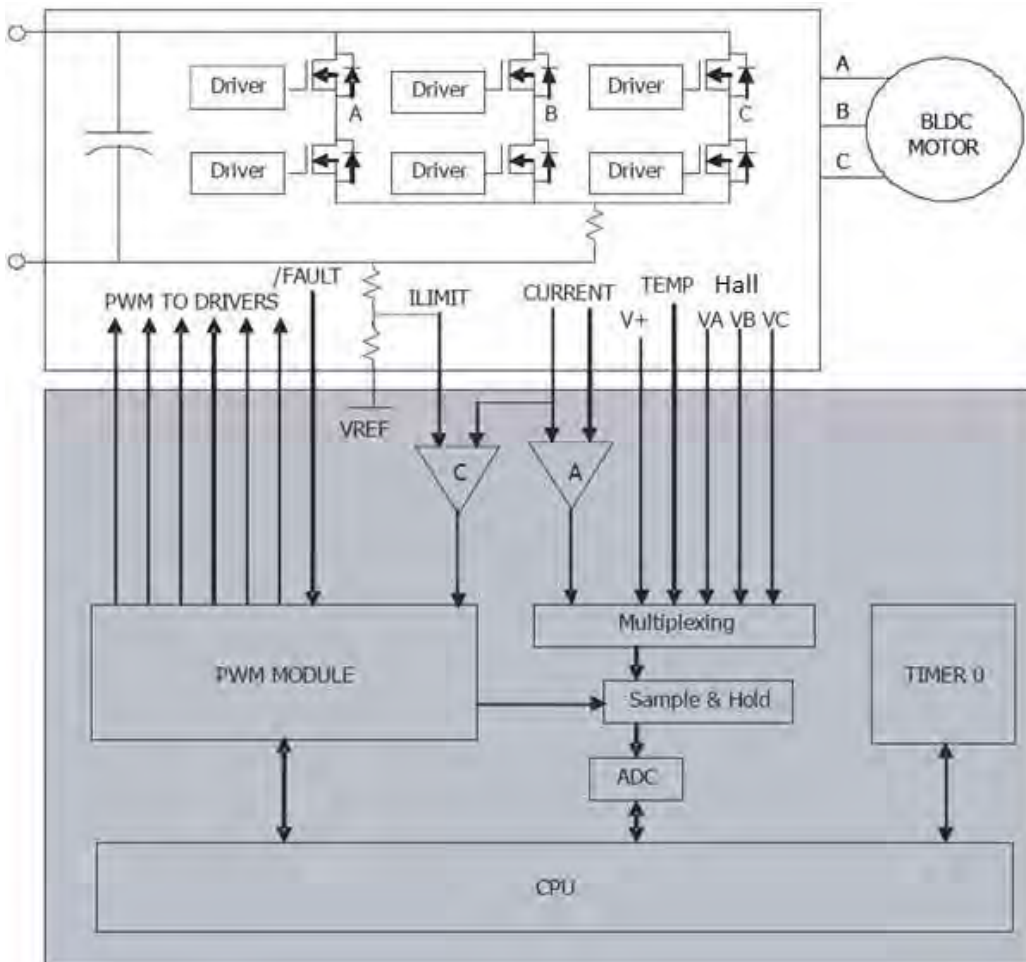 Driver
Driver
Driver
A
B
C
Driver
Driver
Driver
A
B
C
BLDC
MOTOR
/FAULT
PWM TO DRIVERS
ILIMIT
CURRENT
TEMP
Hall
V+
VA
VB
VC
VREF
C
A
PWM MODULE
Multiplexing
Sample & Hold
ADC
TIMER 0
CPU